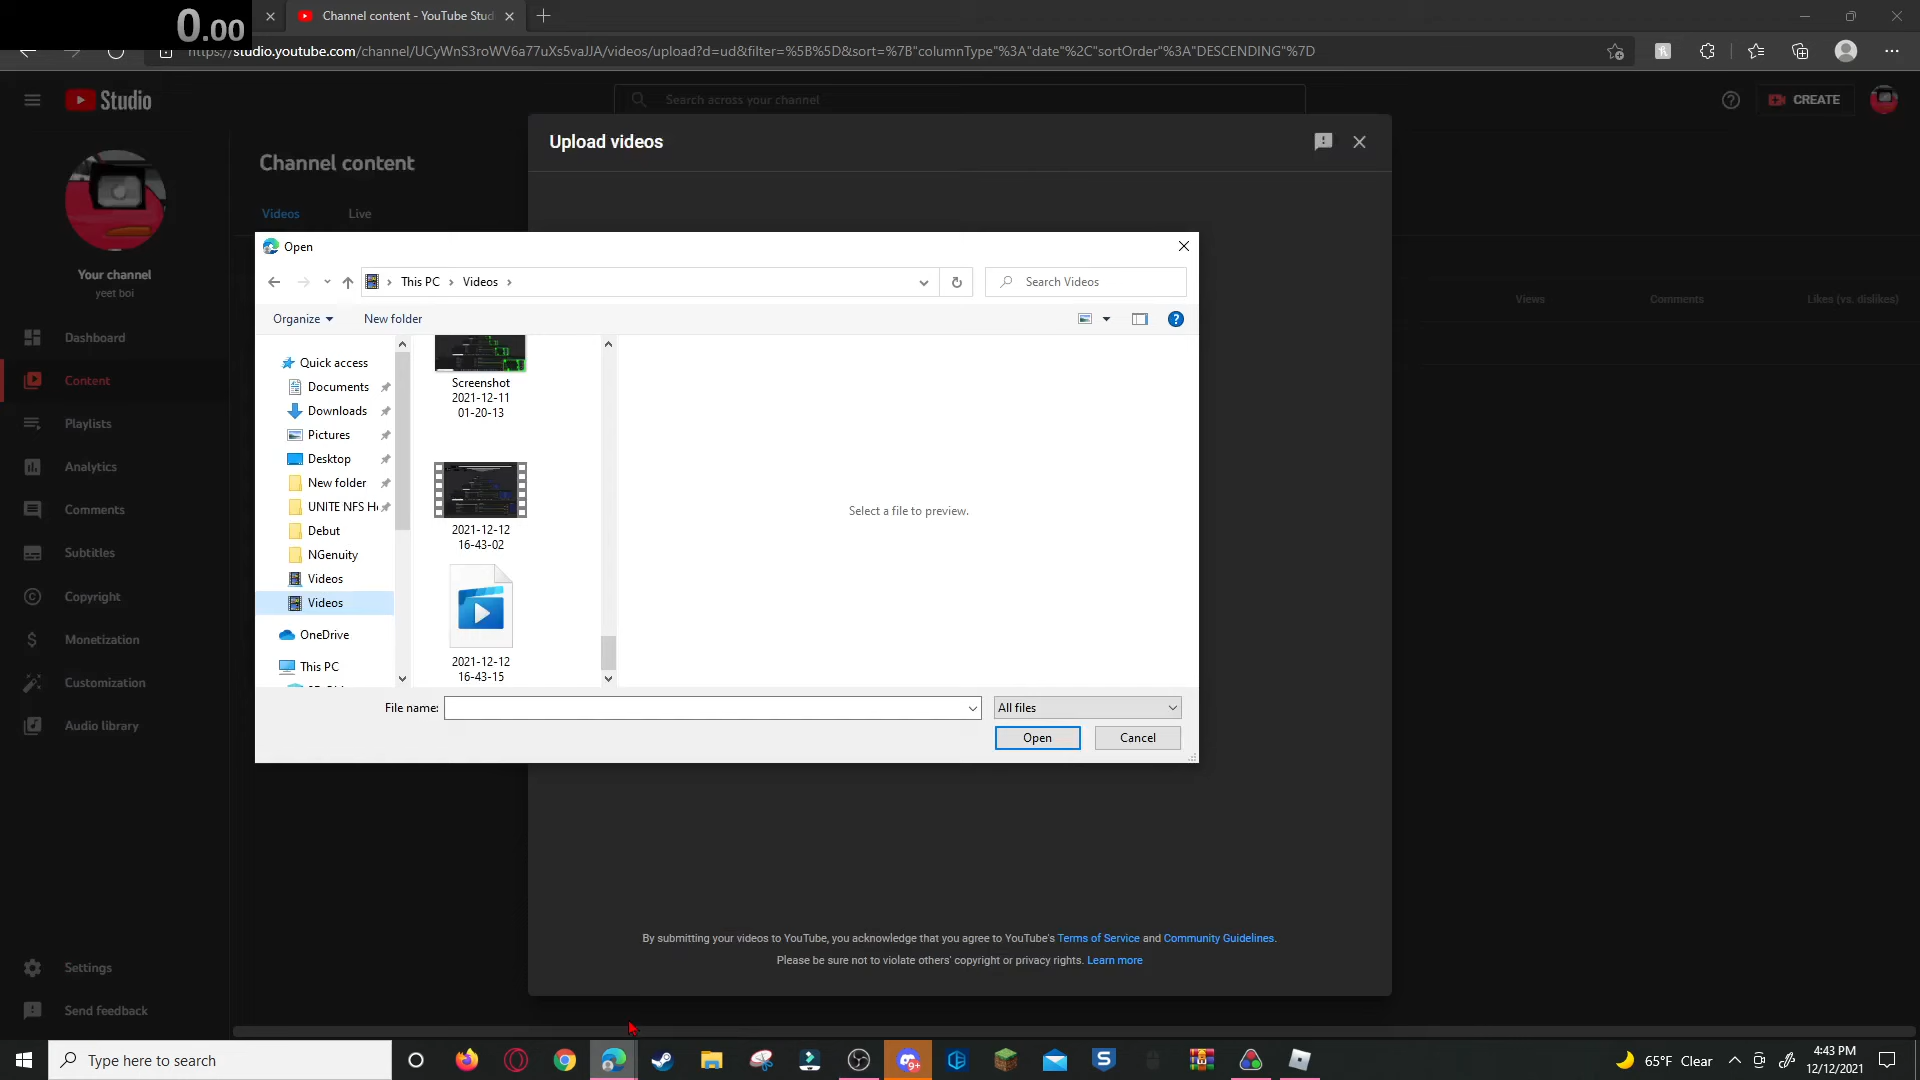 0.00
Channel content - YouTube Stud
https://studio.youtube.com/channel/UCyWnS3roWV6a77uXs5vaJJA/videos/upload?d=ud&filter=%5B%5D&sort=%7B"columnType"%3A"date"%2C"sortOrder"%3A"DESCENDING"%7D
Studio
Search across your channel
CREATE
Upload videos
Channel content
Videos
Live
Your channel
yeet boi
Dashboard
Content
Playlists
Analytics
Comments
Subtitles
Copyright
Monetization
Customization
Audio library
Settings
Send feedback
Views
Comments
Likes (vs. dislikes)
Open
This PC
Videos
Search Videos
Organize
New folder
Quick access
Documents
Downloads
Pictures
Desktop
New folder
UNITE NFS H
Debut
NGenuity
Videos
Videos
OneDrive
This PC
Screenshot
2021-12-11
01-20-13
2021-12-12
16-43-02
2021-12-12
16-43-15
Select a file to preview.
File name:
All files
Open
Cancel
By submitting your videos to YouTube, you acknowledge that you agree to YouTube's Terms of Service and Community Guidelines.
Please be sure not to violate others' copyright or privacy rights. Learn more
Type here to search
9+
65°F Clear
4:43 PM
12/12/2021